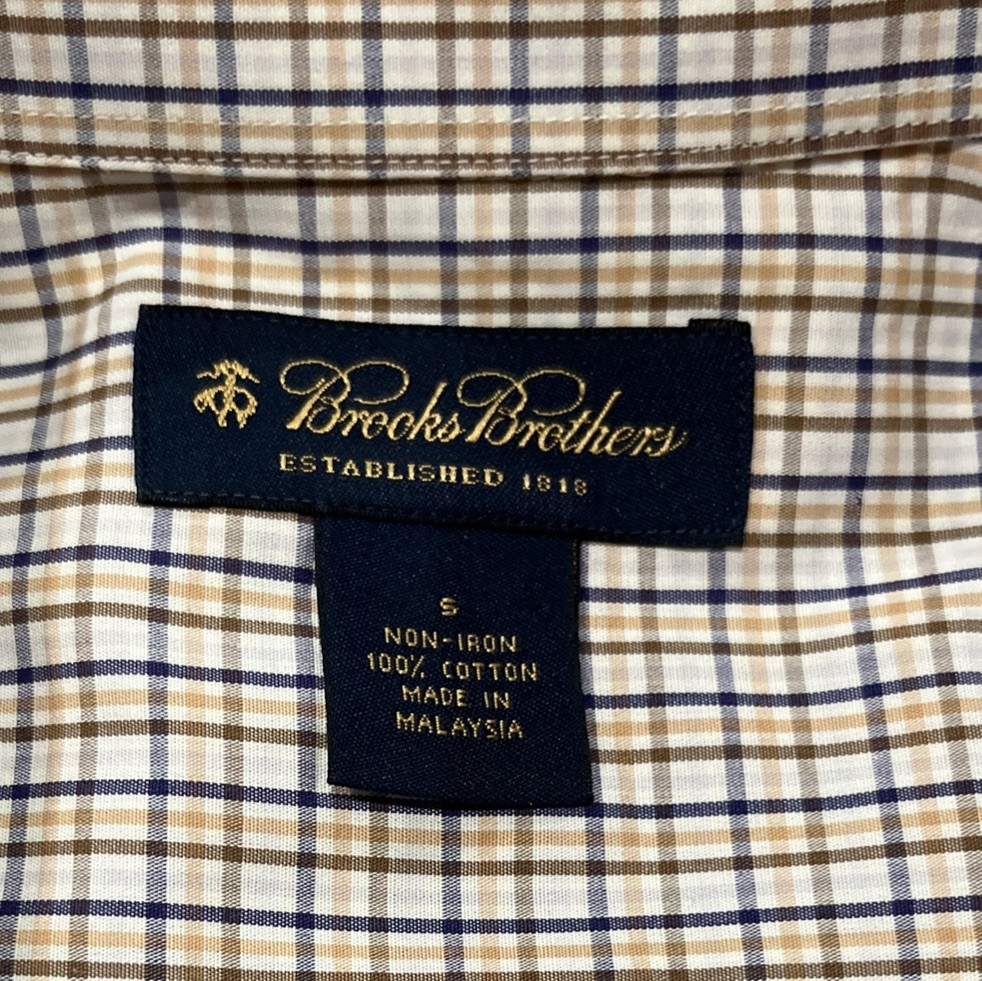 Brooks Brothers
ESTABLISHED 1818
S
NON-IRON
100% COTTON
MADE IN
MALAYSIA